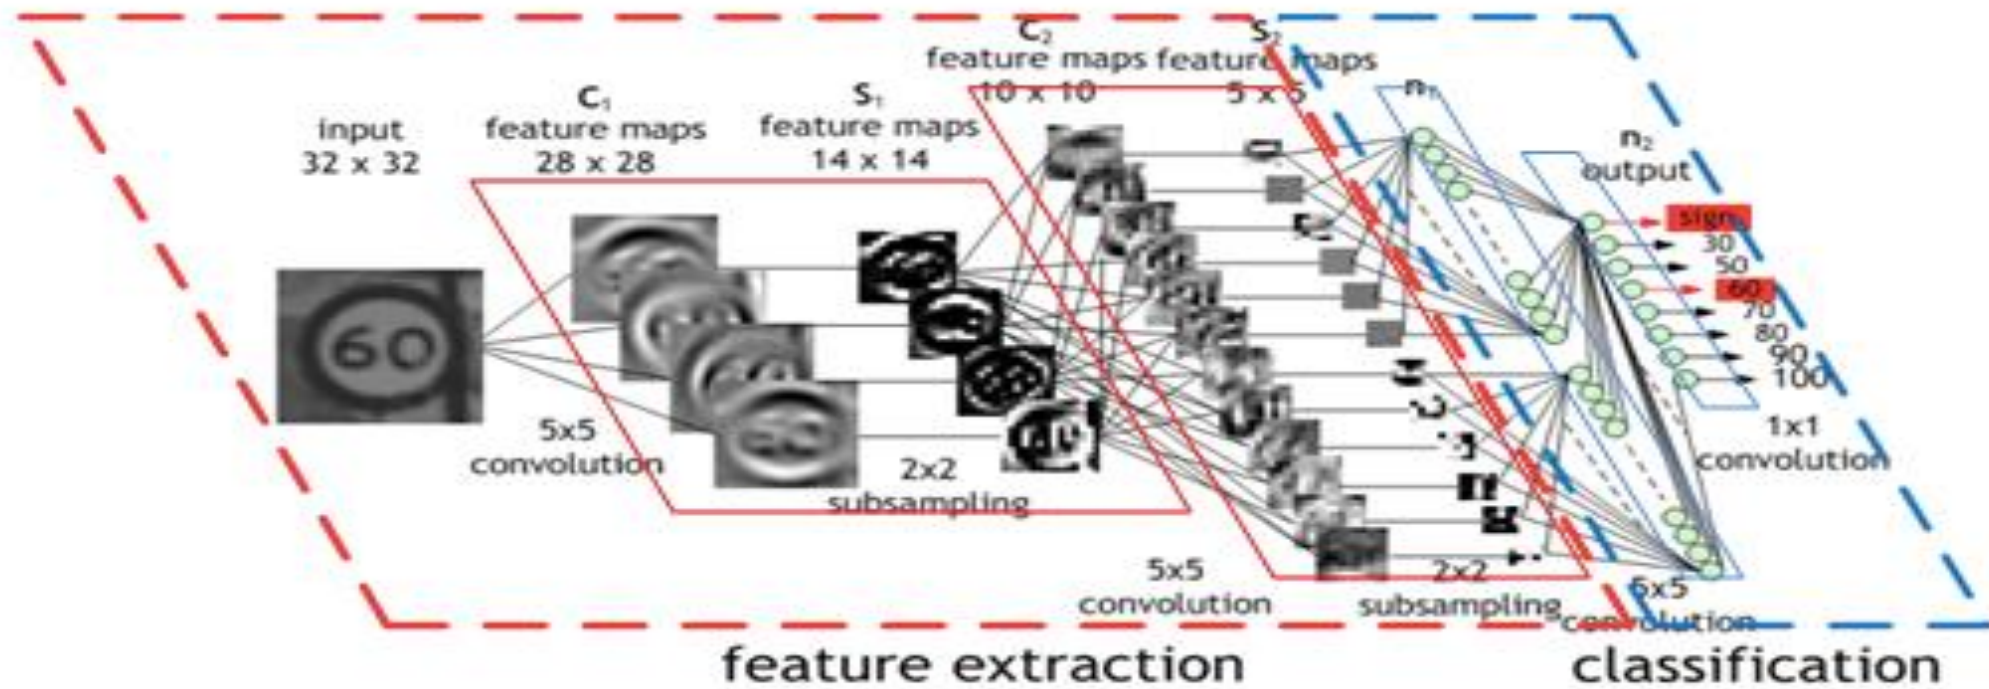 input
32 x 32
C₁
feature maps
28 x 28
S₁
feature maps
14 x 14
C₂
feature maps
10 x 10
S₂
feature maps
5 x 5
n₁
n₂
output
sign
30
50
60
70
80
90
100
60
5x5
convolution
2x2
subsampling
5x5
convolution
2x2
subsampling
5x5
convolution
1x1
convolution
feature extraction
classification